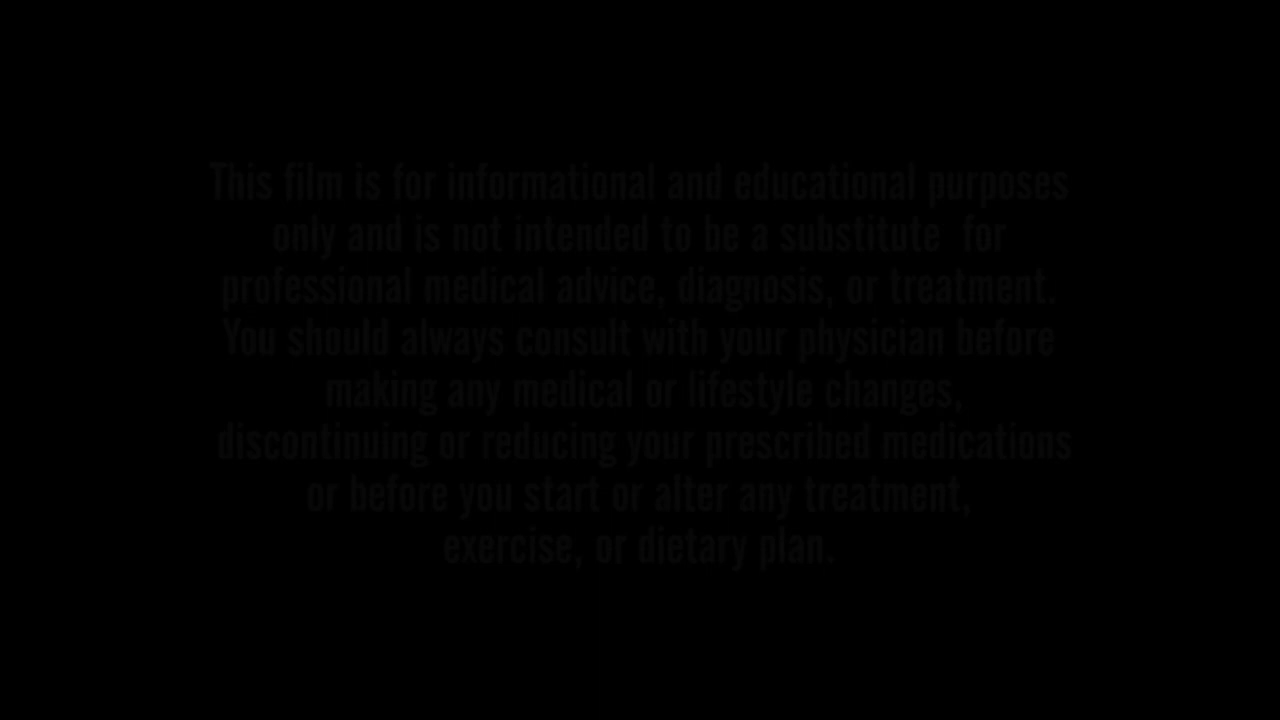 This film is for informational and educational purposes
only and is not intended to be a substitute  for
professional medical advice, diagnosis, or treatment.
You should always consult with your physician before
making any medical or lifestyle changes,
discontinuing or reducing your prescribed medications
or before you start or alter any treatment,
exercise, or dietary plan.